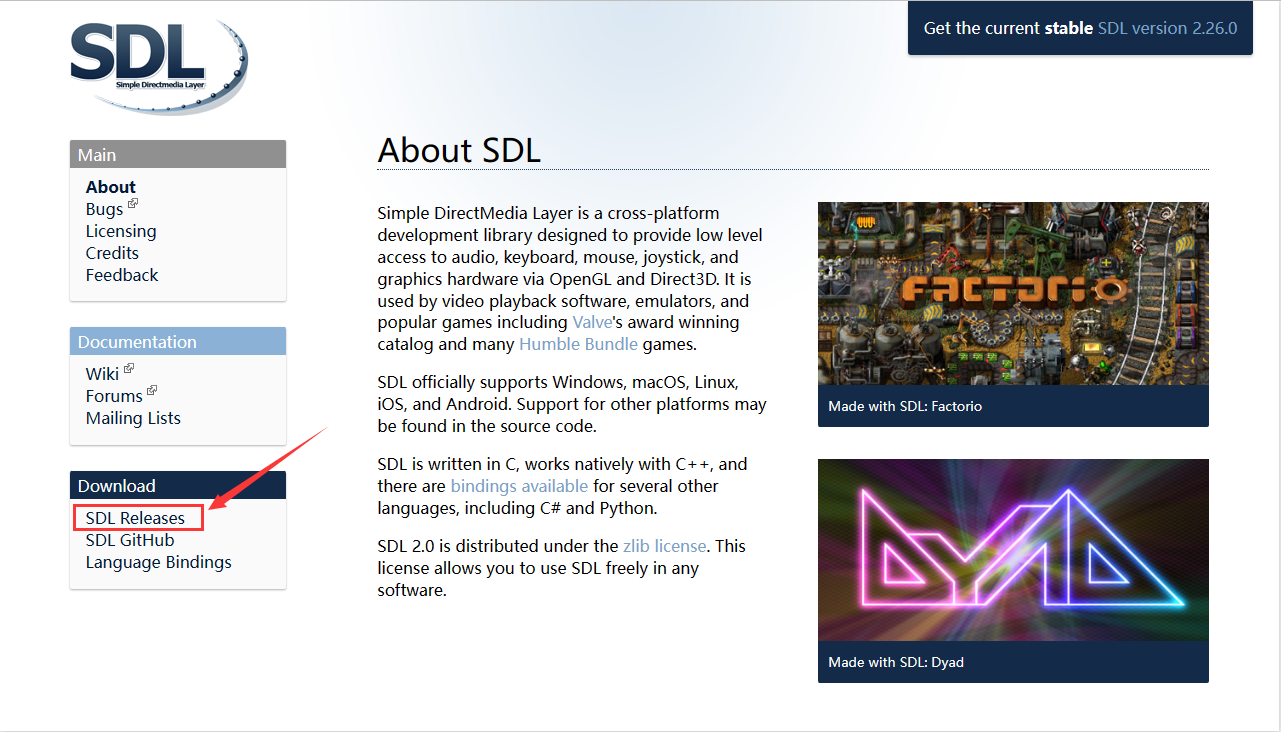 SDL
Simple Directmedia Layer
Get the current stable SDL version 2.26.0
Main
About
Bugs
Licensing
Credits
Feedback
Documentation
Wiki
Forums
Mailing Lists
Download
SDL Releases
SDL GitHub
Language Bindings
About SDL
Simple DirectMedia Layer is a cross-platform
development library designed to provide low level
access to audio, keyboard, mouse, joystick, and
graphics hardware via OpenGL and Direct3D. It is
used by video playback software, emulators, and
popular games including Valve's award winning
catalog and many Humble Bundle games.
SDL officially supports Windows, macOS, Linux,
iOS, and Android. Support for other platforms may
be found in the source code.
SDL is written in C, works natively with C++, and
there are bindings available for several other
languages, including C# and Python.
SDL 2.0 is distributed under the zlib license. This
license allows you to use SDL freely in any
software.
FACTORIO
Made with SDL: Factorio
DYAD
Made with SDL: Dyad